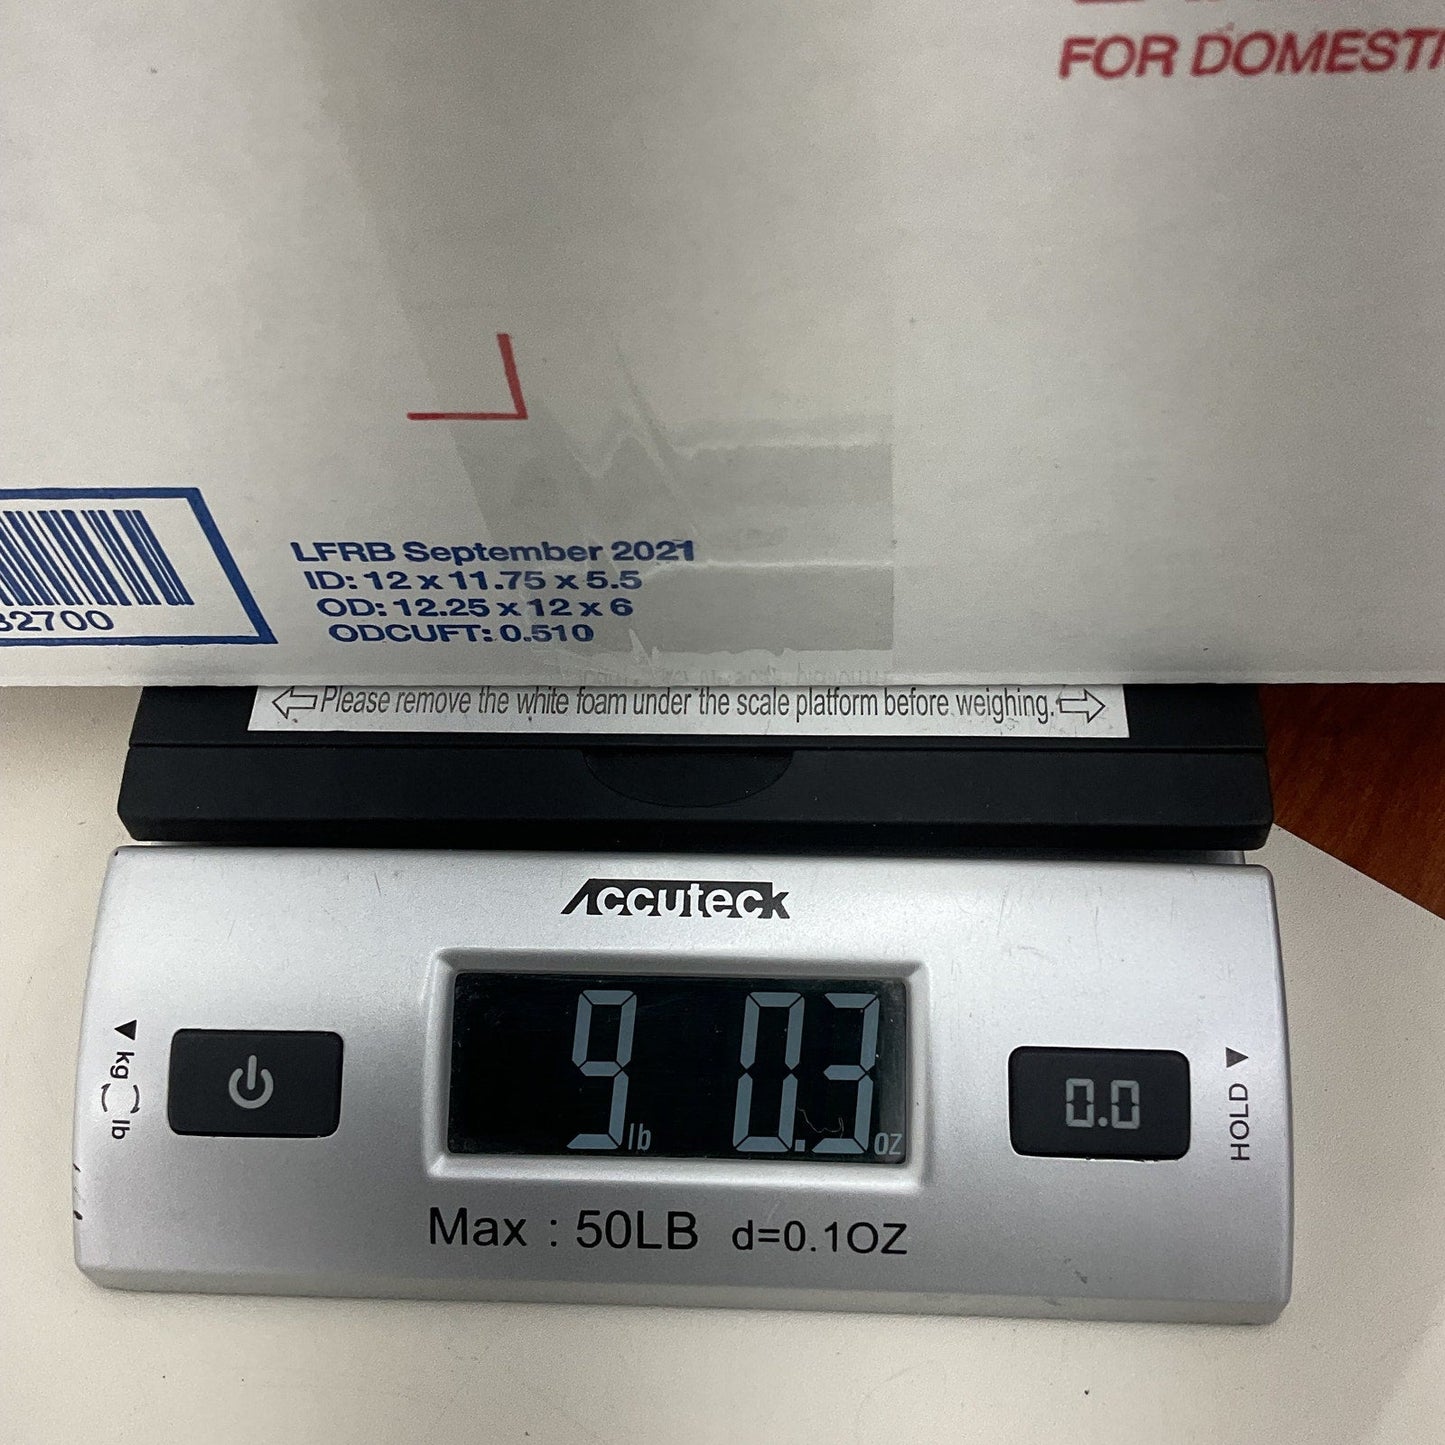 FOR DOMESTI
32700
LFRB September 2021
ID: 12 x 11.75 x 5.5
OD: 12.25 x 12 x 6
ODCUFT: 0.510
Please remove the white foam under the scale platform before weighing.
Accuteck
9 lb 0.3 oz
kg lb
0.0
HOLD
Max : 50LB d=0.1OZ